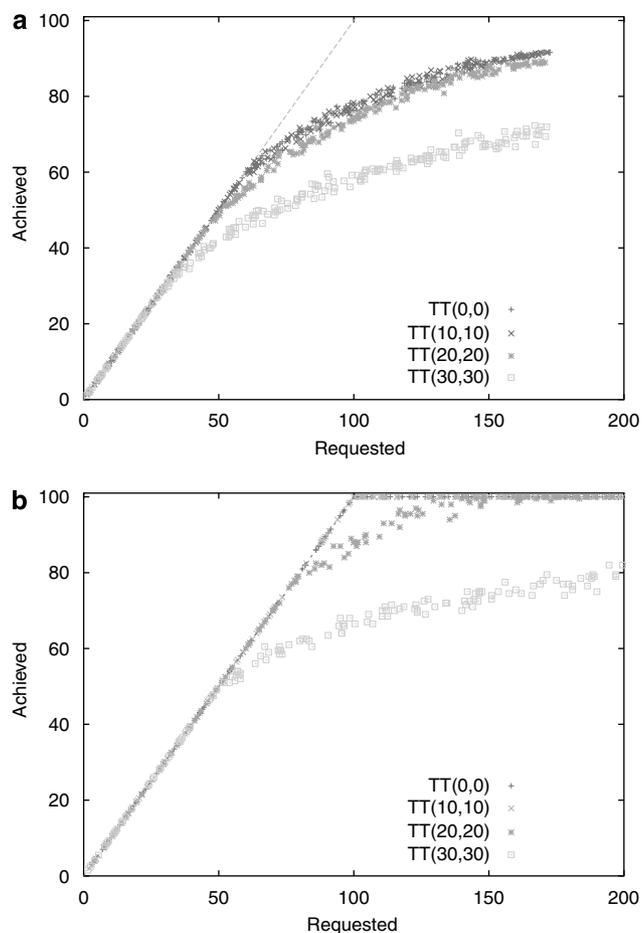 a
100
80
60
40
20
0
Achieved
TT(0,0)
TT(10,10)
TT(20,20)
TT(30,30)
0 50 100 150 200
Requested
b
100
80
60
40
20
0
Achieved
TT(0,0)
TT(10,10)
TT(20,20)
TT(30,30)
0 50 100 150 200
Requested